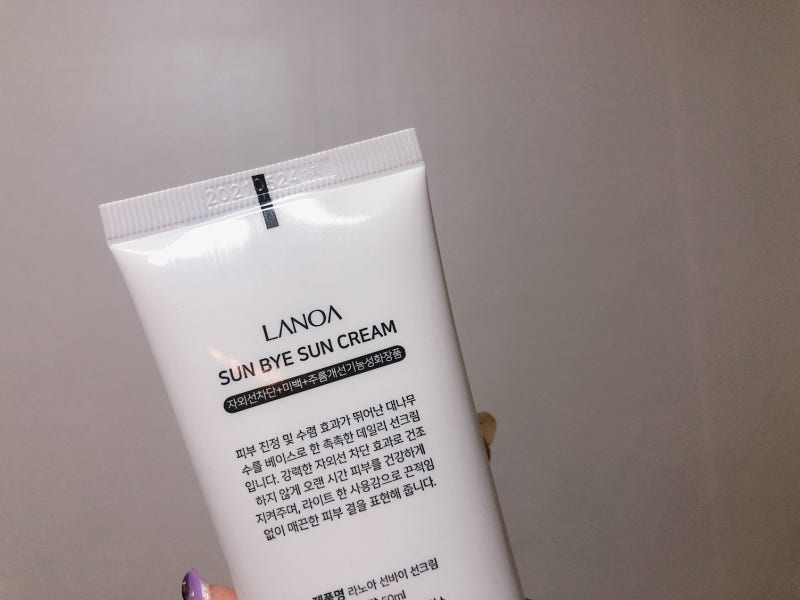 LANOA
SUN BYE SUN CREAM
자외선차단+미백+주름개선기능성화장품
피부 진정 및 수렴 효과가 뛰어난 대나무
수를 베이스로 한 촉촉한 데일리 선크림
입니다. 강력한 자외선 차단 효과로 건조
하지 않게 오랜 시간 피부를 건강하게
지켜주며, 라이트 한 사용감으로 끈적임
없이 매끈한 피부 결을 표현해 줍니다.
제품명 라노아 선바이 선크림
50ml